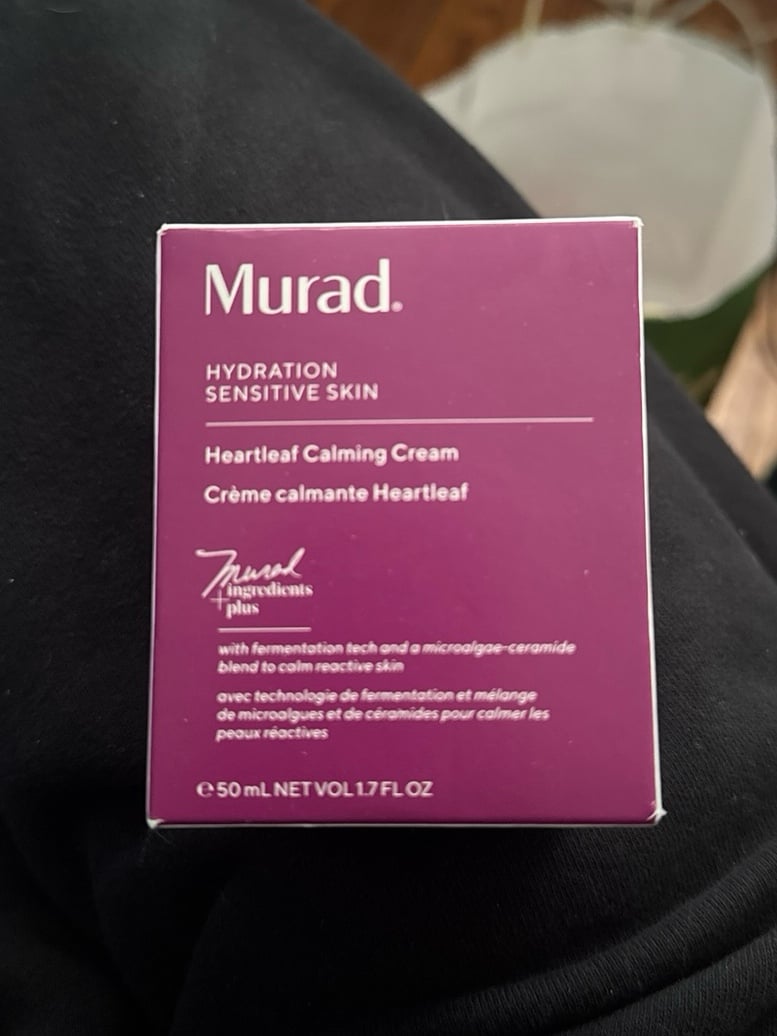 Murad.
HYDRATION
SENSITIVE SKIN
Heartleaf Calming Cream
Crème calmante Heartleaf
Murad
+ingredients
plus
with fermentation tech and a microalgae-ceramide
blend to calm reactive skin
avec technologie de fermentation et mélange
de microalgues et de céramides pour calmer les
peaux réactives
℮ 50 mL NET VOL 1.7 FL OZ